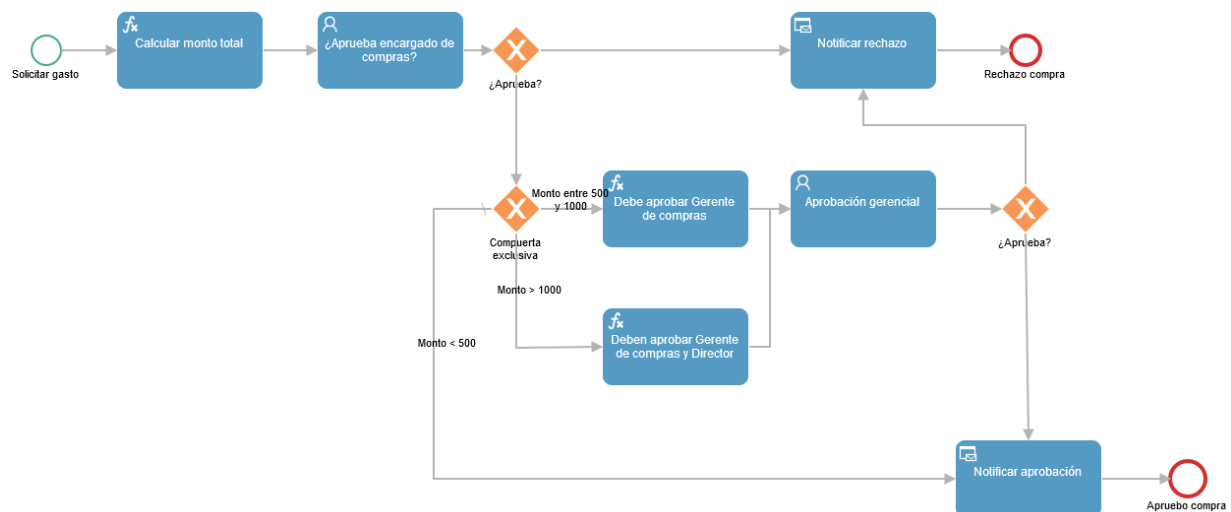 Solicitar gasto
Calcular monto total
¿Aprueba encargado de
compras?
¿Aprueba?
Notificar rechazo
Rechazo compra
Monto entre 500
y 1000
Compuerta
exclusiva
Debe aprobar Gerente
de compras
Aprobación gerencial
¿Aprueba?
Monto > 1000
Monto < 500
Deben aprobar Gerente
de compras y Director
Notificar aprobación
Apruebo compra